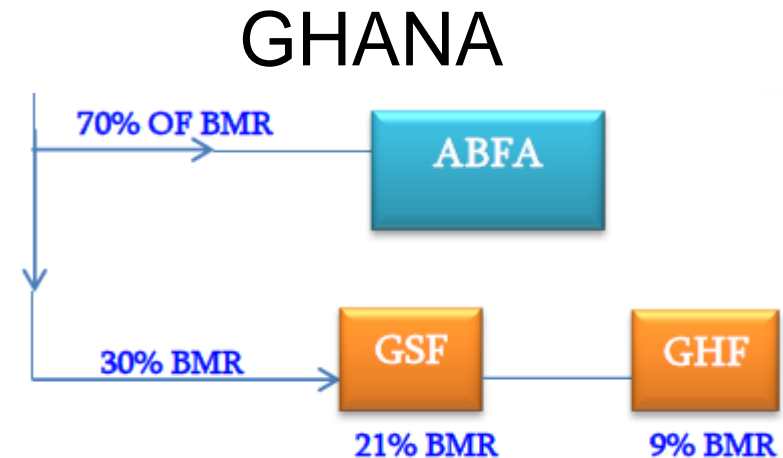 GHANA
70% OF BMR
ABFA
30% BMR
GSF
GHF
21% BMR
9% BMR